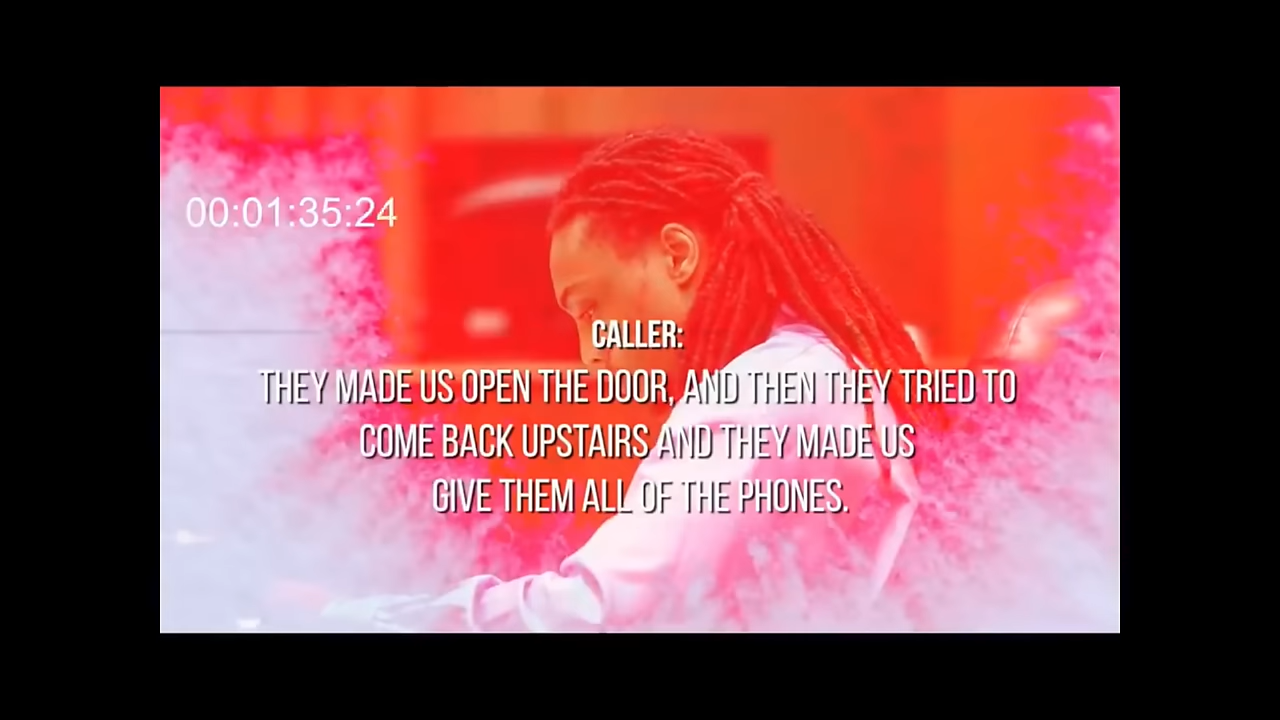 00:01:35:24
CALLER:
THEY MADE US OPEN THE DOOR, AND THEN THEY TRIED TO
COME BACK UPSTAIRS AND THEY MADE US
GIVE THEM ALL OF THE PHONES.